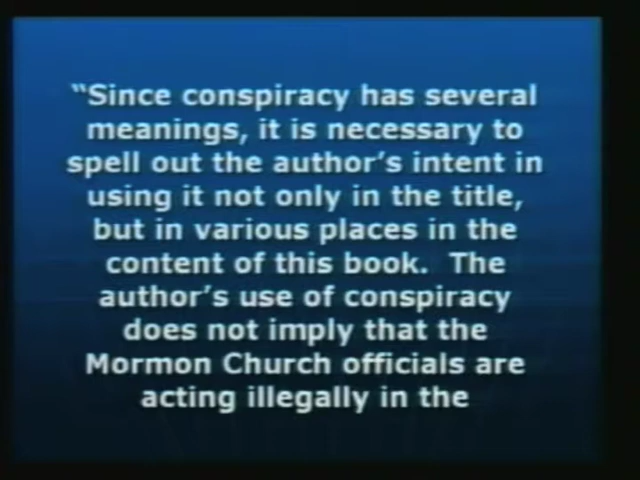 “Since conspiracy has several
meanings, it is necessary to
spell out the author’s intent in
using it not only in the title,
but in various places in the
content of this book.  The
author’s use of conspiracy
does not imply that the
Mormon Church officials are
acting illegally in the